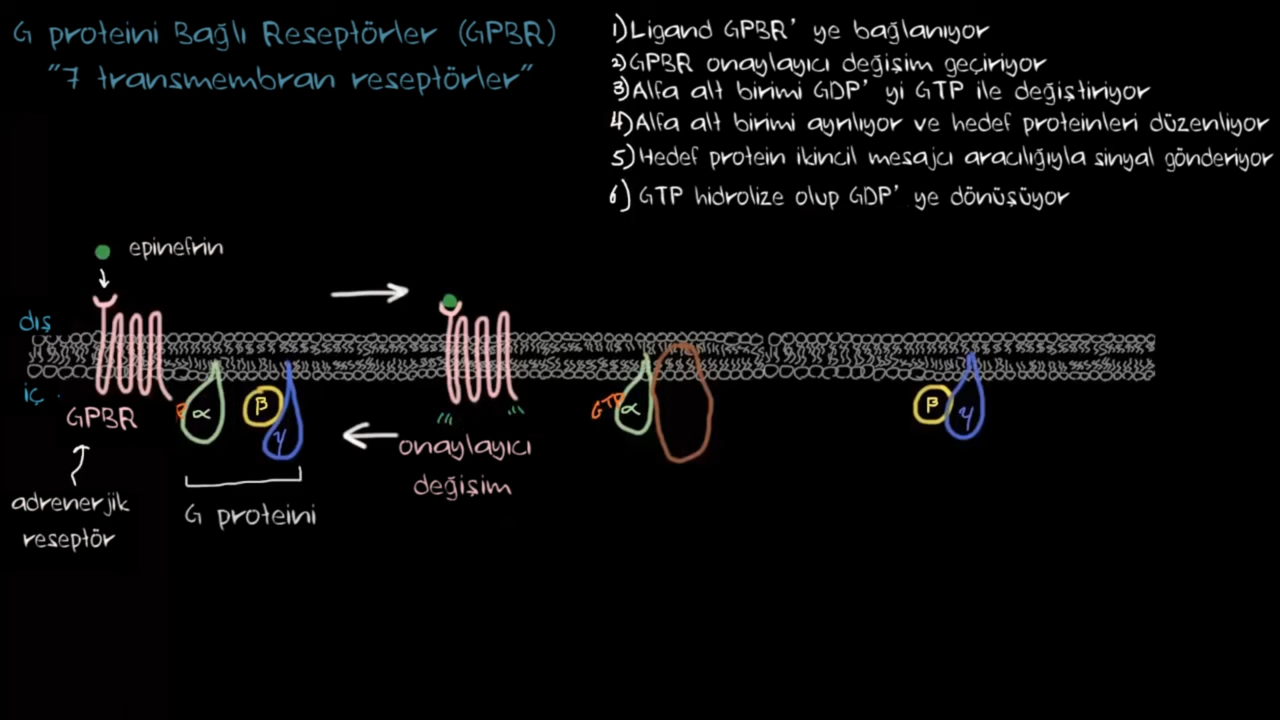 G proteini Bağlı Reseptörler (GPBR)
"7 transmembran reseptörler"
1) Ligand GPBR' ye bağlanıyor
2) GPBR onaylayıcı değişim geçiriyor
3) Alfa alt birimi GDP' yi GTP ile değiştiriyor
4) Alfa alt birimi ayrılıyor ve hedef proteinleri düzenliyor
5) Hedef protein ikincil mesajcı aracılığıyla sinyal gönderiyor
6) GTP hidrolize olup GDP' ye dönüşüyor
epinefrin
dış
iç
GPBR
α
β
γ
GTP
α
β
γ
onaylayıcı
değişim
adrenerjik
reseptör
G proteini